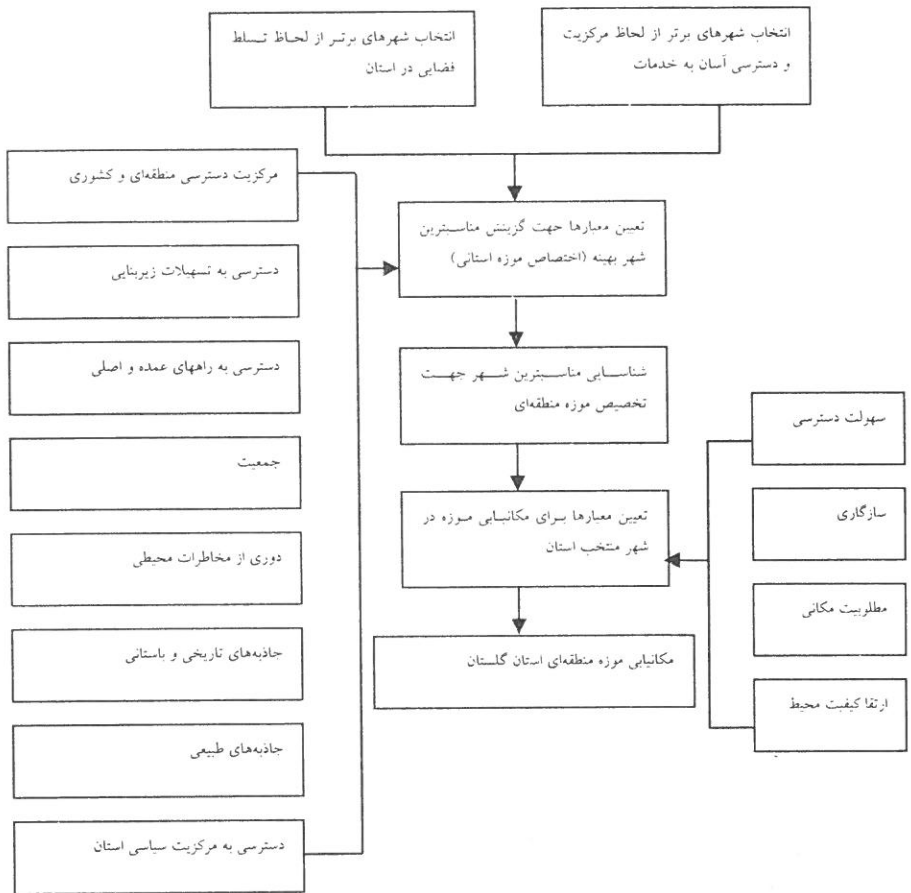 انتخاب شهرهای برتر از لحاظ مرکزیت
و دسترسی آسان به خدمات
انتخاب شهرهای برتر از لحاظ تسلط
فضایی در استان
تعیین معیارها جهت گزینش مناسبترین
شهر بهینه (اختصاص موزه استانی)
شناسایی مناسبترین شهر جهت
تخصیص موزه منطقه‌ای
تعیین معیارها برای مکانیابی موزه در
شهر منتخب استان
مکانیابی موزه منطقه‌ای استان گلستان
سهولت دسترسی
سازگاری
مطلوبیت مکانی
ارتقا کیفیت محیط
مرکزیت دسترسی منطقه‌ای و کشوری
دسترسی به تسهیلات زیربنایی
دسترسی به راههای عمده و اصلی
جمعیت
دوری از مخاطرات محیطی
جاذبه‌های تاریخی و باستانی
جاذبه‌های طبیعی
دسترسی به مرکزیت سیاسی استان